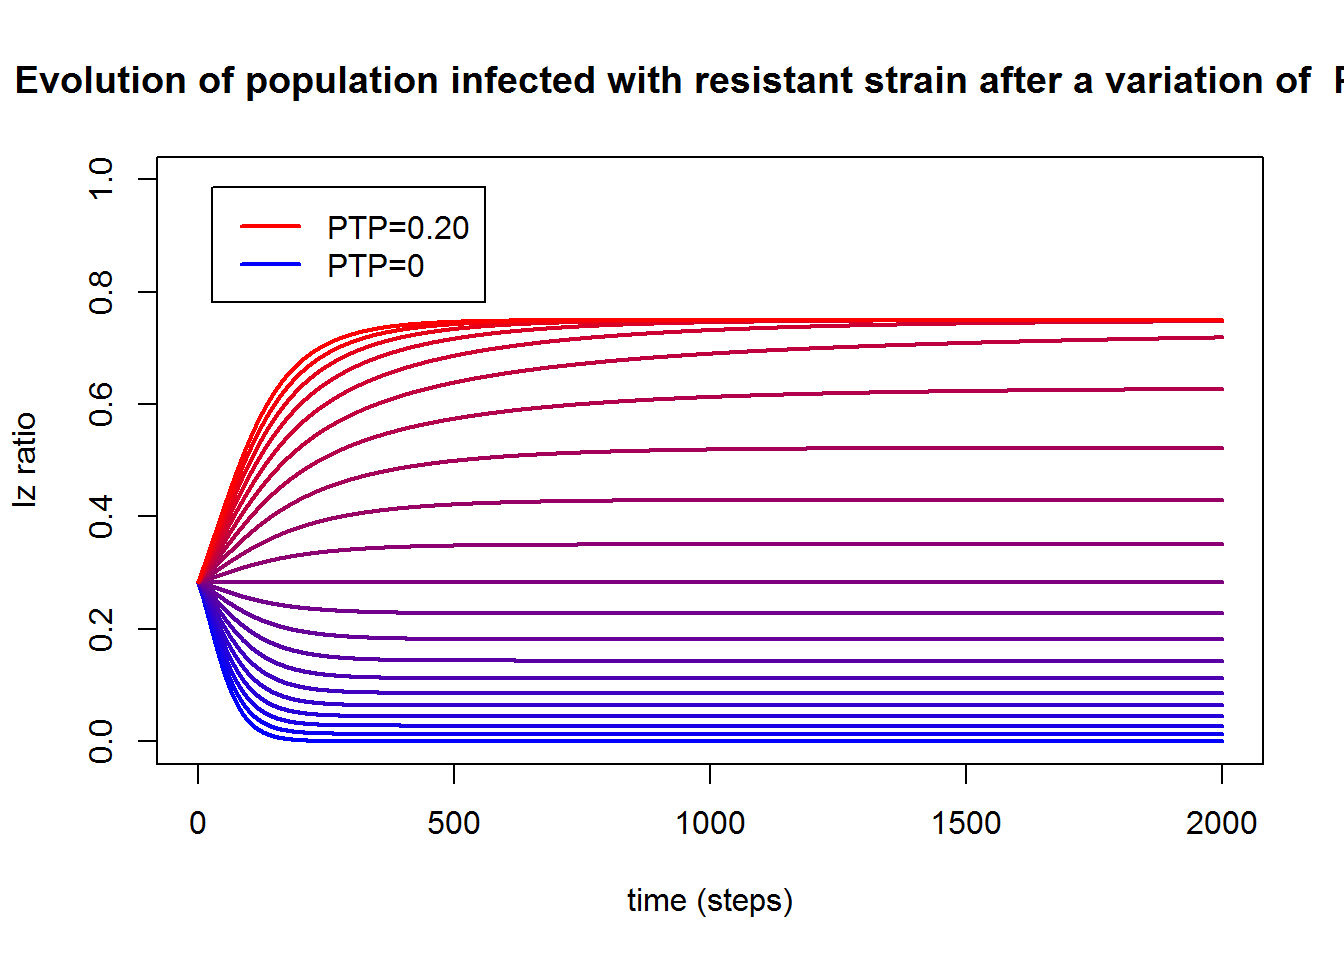 Evolution of population infected with resistant strain after a variation of
1.0
0.8
0.6
0.4
0.2
0.0
Iz ratio
PTP=0.20
PTP=0
0
500
1000
1500
2000
time (steps)